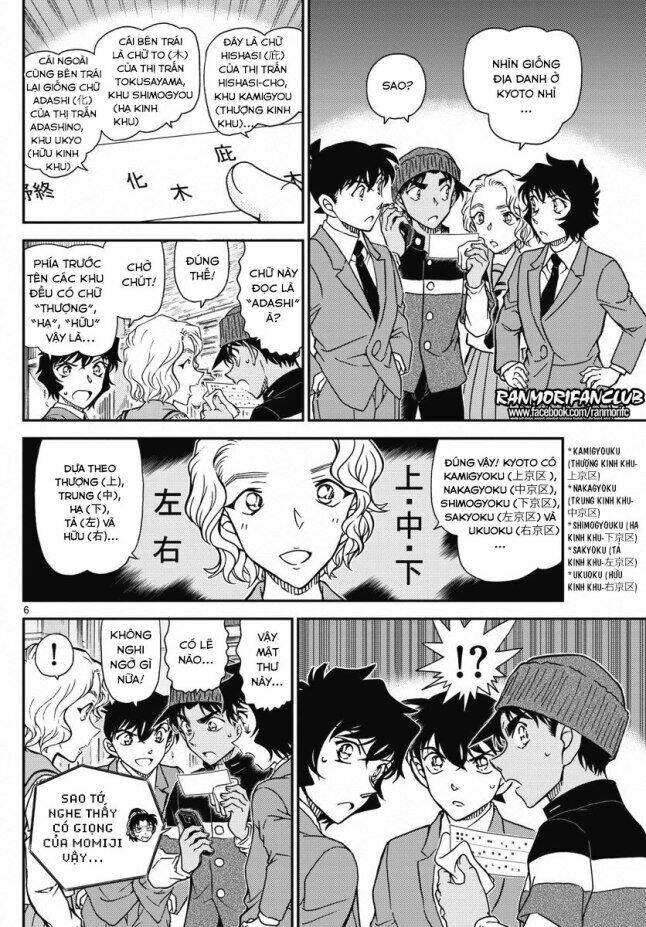 NHÌN GIỐNG
ĐỊA DANH Ở
KYOTO NHỈ
...
SAO?
RANMORIFANCLUB
www.facebook.com/ranmorifc
ĐÂY LÀ CHỮ
HISHASI (庇)
CỦA THỊ TRẤN
HISHASI-CHO,
KHU KAMIGYOU
(THƯỢNG KINH
KHU)...
CÁI BÊN TRÁI
LÀ CHỮ TO (木)
CỦA THỊ TRẤN
TOKUSAYAMA,
KHU SHIMOGYOU
(HẠ KINH
KHU)
CÁI NGOÀI
CÙNG BÊN TRÁI
LẠI GIỐNG CHỮ
ADASHI (化)
CỦA THỊ TRẤN
ADASHINO,
KHU UKYO
(HỮU KINH
KHU)
終 化 木 庇
CHỮ NÀY
ĐỌC LÀ
“ADASHI”
À?
ĐÚNG
THẾ!
CHỜ
CHÚT!
PHÍA TRƯỚC
TÊN CÁC KHU
ĐỀU CÓ CHỮ
“THƯỢNG”,
“HẠ”, “HỮU”
VẬY LÀ...
ĐÚNG VẬY! KYOTO CÓ
KAMIGYOKU (上京区),
NAKAGYOKU (中京区),
SHIMOGYOKU (下京区),
SAKYOKU (左京区) VÀ
UKUOKU (右京区)
...
上・中・下
左
右
DỰA THEO
THƯỢNG (上),
TRUNG (中),
HẠ (下),
TẢ (左) VÀ
HỮU (右)...
*KAMIGYOUKU
(THƯỢNG KINH KHU-
上京区)
*NAKAGYOKU
(TRUNG KINH KHU-
中京区)
*SHIMOGYOUKU (HẠ
KINH KHU-下京区)
*SAKYOKU (TẢ
KINH KHU-左京区)
*UKUOKU (HỮU
KINH KHU-右京区)
6
!?
VẬY
MẬT
THƯ
NÀY...
CÓ LẼ
NÀO...
KHÔNG
NGHI
NGỜ GÌ
NỮA!
!
SAO TỚ
NGHE THẤY
CÓ GIỌNG
CỦA MOMIJI
VẬY...